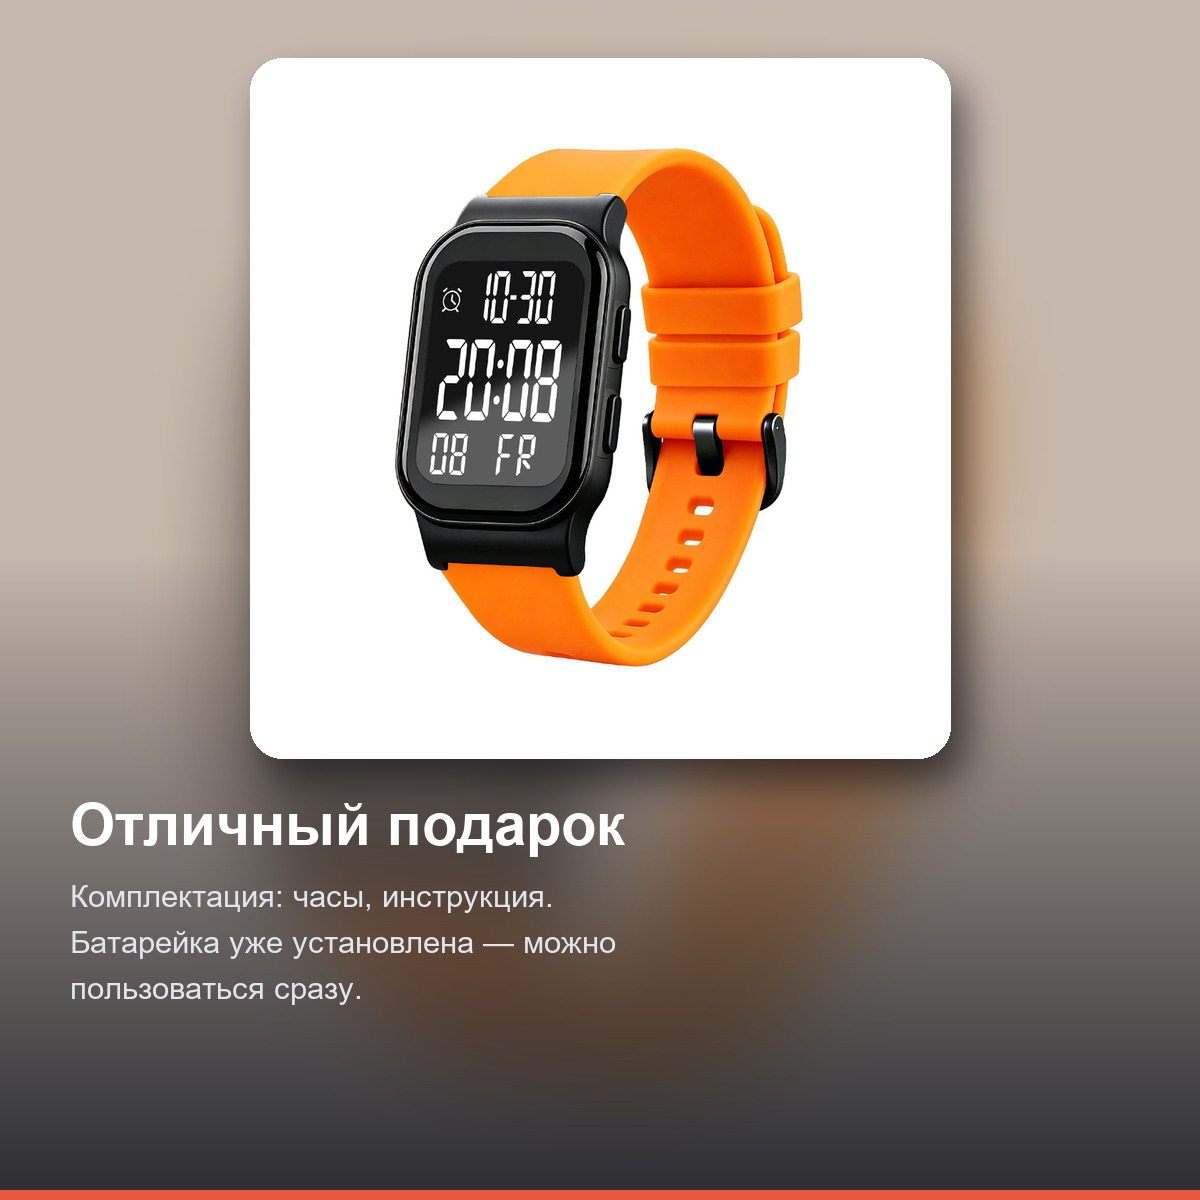 10:30
20:08
08 FR
Отличный подарок
Комплектация: часы, инструкция.
Батарейка уже установлена — можно
пользоваться сразу.